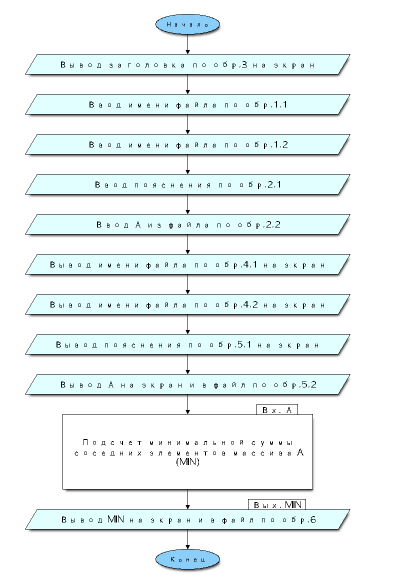 Начало
Вывод заголовка по обр.3 на экран
Ввод имени файла по обр.1.1
Ввод имени файла по обр.1.2
Ввод пояснения по обр.2.1
Ввод A из файла по обр.2.2
Вывод имени файла по обр.4.1 на экран
Вывод имени файла по обр.4.2 на экран
Вывод пояснения по обр.5.1 на экран
Вывод A на экран и в файл по обр.5.2
Вх. A
Подсчет минимальной суммы
соседних элементов массива A
(MIN)
Вых. MIN
Вывод MIN на экран и в файл по обр.6
Конец